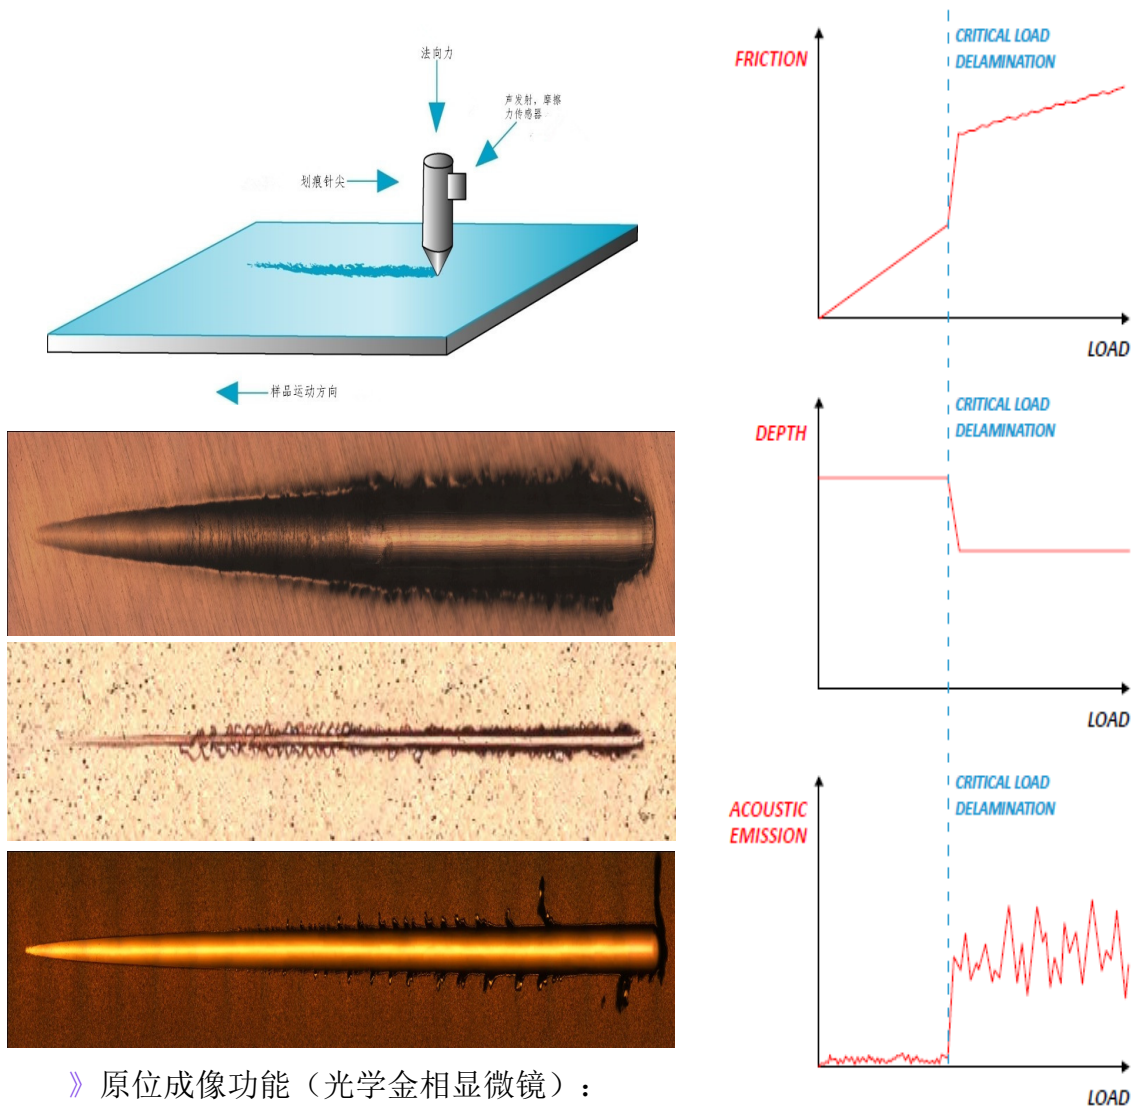 法向力
声发射，摩擦
力传感器
划痕针尖
样品运动方向
FRICTION
CRITICAL LOAD
DELAMINATION
LOAD
DEPTH
CRITICAL LOAD
DELAMINATION
LOAD
ACOUSTIC
EMISSION
CRITICAL LOAD
DELAMINATION
LOAD
》原位成像功能（光学金相显微镜）：